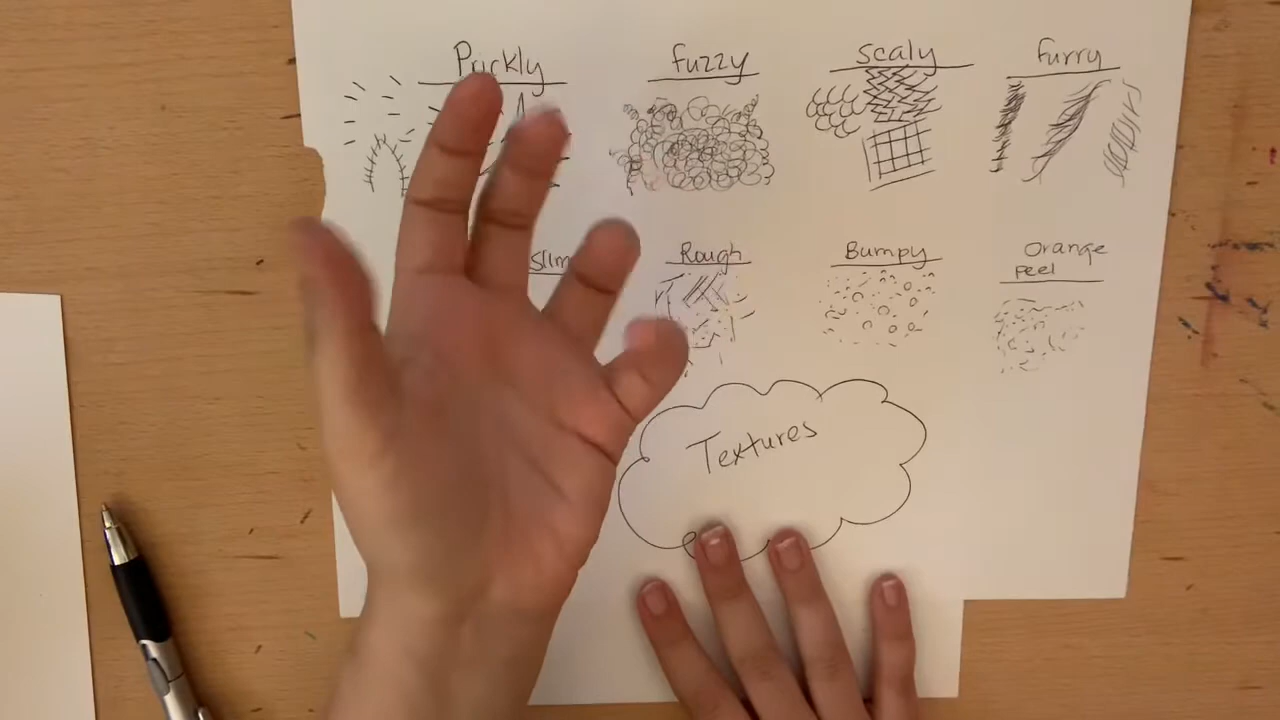 Prickly
fuzzy
scaly
furry
Rough
Bumpy
Orange
peel
Textures